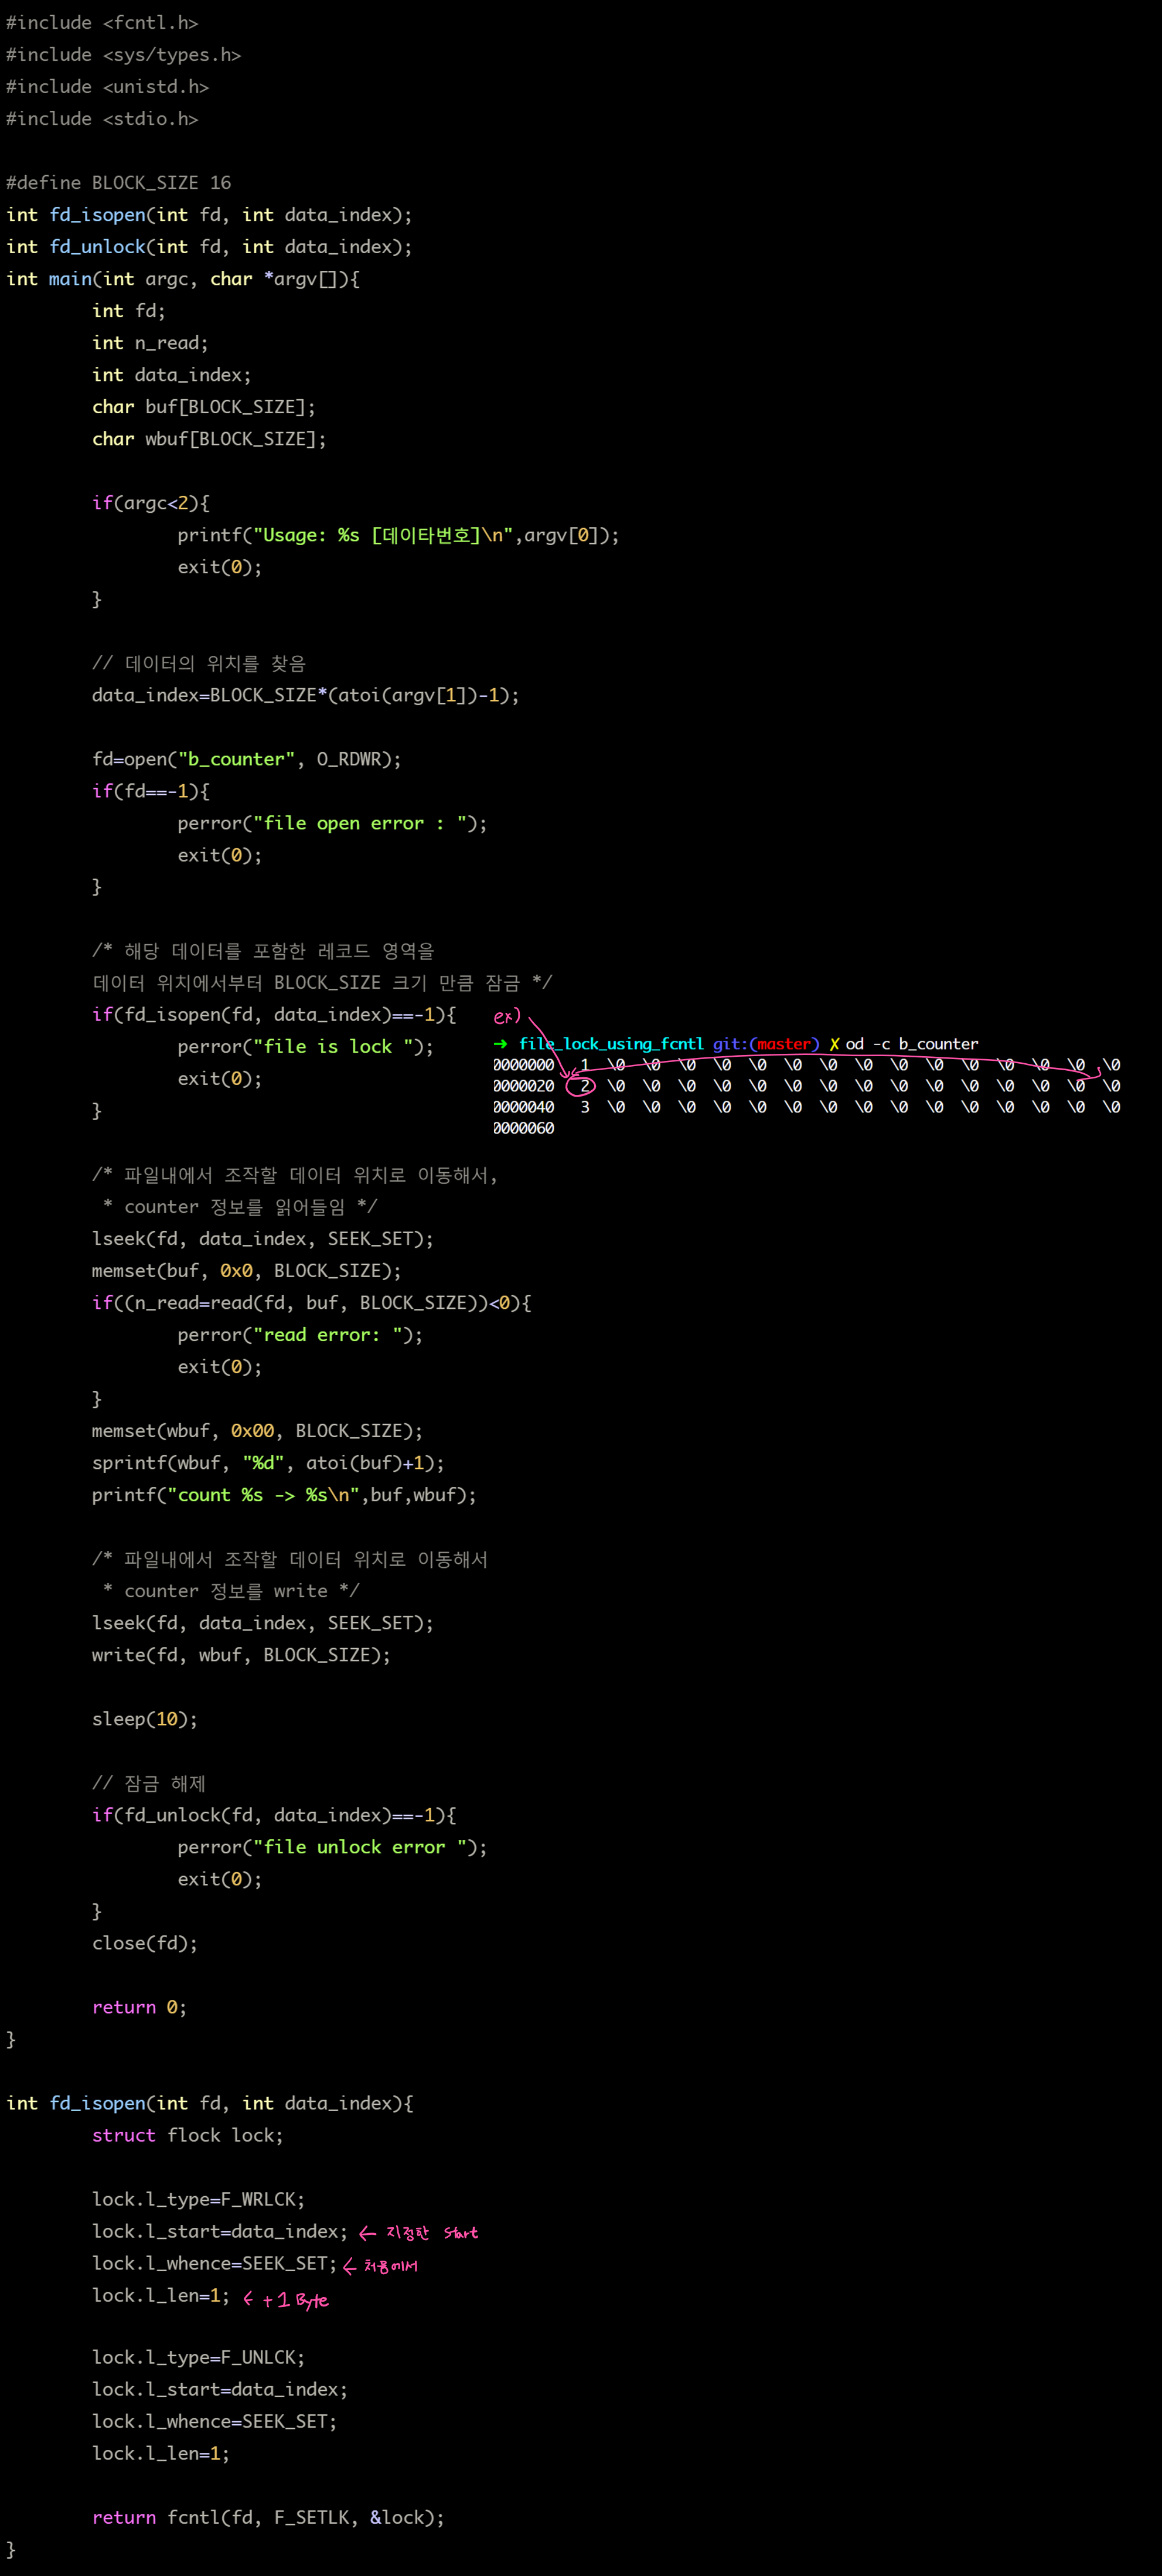 #include <fcntl.h>
#include <sys/types.h>
#include <unistd.h>
#include <stdio.h>

#define BLOCK_SIZE 16
int fd_isopen(int fd, int data_index);
int fd_unlock(int fd, int data_index);
int main(int argc, char *argv[]){
        int fd;
        int n_read;
        int data_index;
        char buf[BLOCK_SIZE];
        char wbuf[BLOCK_SIZE];

        if(argc<2){
                printf("Usage: %s [데이타번호]\n",argv[0]);
                exit(0);
        }

        // 데이터의 위치를 찾음
        data_index=BLOCK_SIZE*(atoi(argv[1])-1);

        fd=open("b_counter", O_RDWR);
        if(fd==-1){
                perror("file open error : ");
                exit(0);
        }

        /* 해당 데이터를 포함한 레코드 영역을
        데이터 위치에서부터 BLOCK_SIZE 크기 만큼 잠금 */
        if(fd_isopen(fd, data_index)==-1){
                perror("file is lock ");
                exit(0);
        }
ex)
➜ file_lock_using_fcntl git:(master) ✗ od -c b_counter
0000000 1 \0 \0 \0 \0 \0 \0 \0 \0 \0 \0 \0 \0 \0 \0 \0
0000020 2 \0 \0 \0 \0 \0 \0 \0 \0 \0 \0 \0 \0 \0 \0 \0
0000040 3 \0 \0 \0 \0 \0 \0 \0 \0 \0 \0 \0 \0 \0 \0 \0
0000060

        /* 파일내에서 조작할 데이터 위치로 이동해서,
         * counter 정보를 읽어들임 */
        lseek(fd, data_index, SEEK_SET);
        memset(buf, 0x0, BLOCK_SIZE);
        if((n_read=read(fd, buf, BLOCK_SIZE))<0){
                perror("read error: ");
                exit(0);
        }
        memset(wbuf, 0x00, BLOCK_SIZE);
        sprintf(wbuf, "%d", atoi(buf)+1);
        printf("count %s -> %s\n",buf,wbuf);

        /* 파일내에서 조작할 데이터 위치로 이동해서
         * counter 정보를 write */
        lseek(fd, data_index, SEEK_SET);
        write(fd, wbuf, BLOCK_SIZE);

        sleep(10);

        // 잠금 해제
        if(fd_unlock(fd, data_index)==-1){
                perror("file unlock error ");
                exit(0);
        }
        close(fd);

        return 0;
}

int fd_isopen(int fd, int data_index){
        struct flock lock;

        lock.l_type=F_WRLCK;
        lock.l_start=data_index; ← 지정한 start
        lock.l_whence=SEEK_SET; ← 처음에서
        lock.l_len=1; ← +1 Byte

        lock.l_type=F_UNLCK;
        lock.l_start=data_index;
        lock.l_whence=SEEK_SET;
        lock.l_len=1;

        return fcntl(fd, F_SETLK, &lock);
}